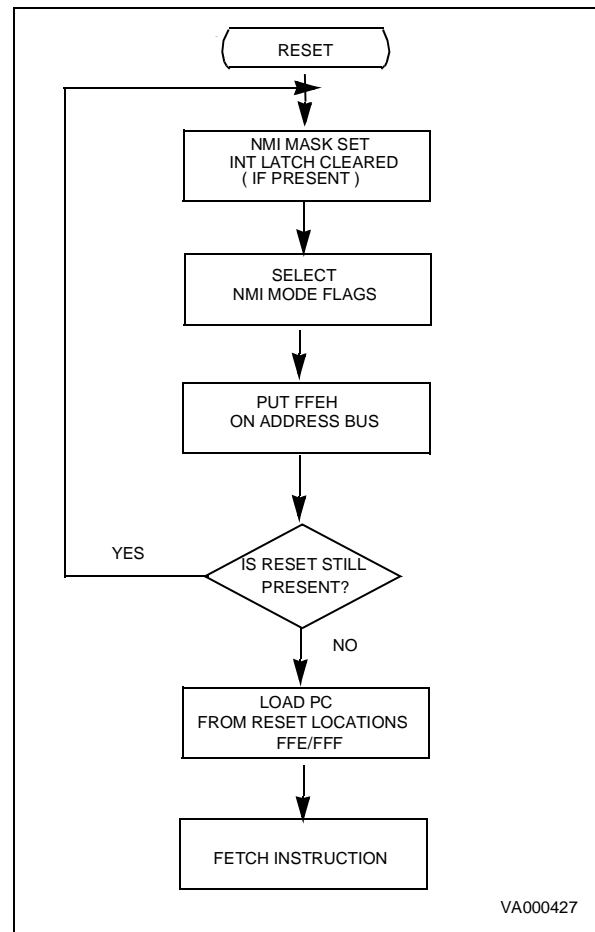 RESET
NMI MASK SET
INT LATCH CLEARED
( IF PRESENT )
SELECT
NMI MODE FLAGS
PUT FFEH
ON ADDRESS BUS
YES
IS RESET STILL
PRESENT?
NO
LOAD PC
FROM RESET LOCATIONS
FFE/FFF
FETCH INSTRUCTION
VA000427